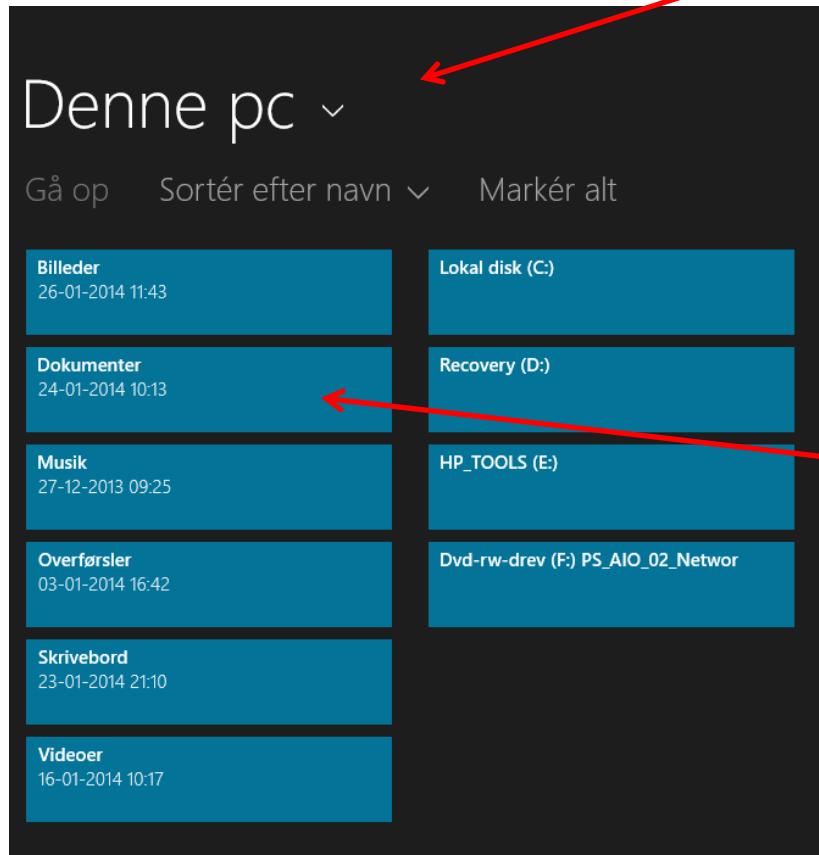 Denne pc
Gå op Sortér efter navn Markér alt
Billeder
26-01-2014 11:43
Dokumenter
24-01-2014 10:13
Musik
27-12-2013 09:25
Overførsler
03-01-2014 16:42
Skrivebord
23-01-2014 21:10
Videoer
16-01-2014 10:17
Lokal disk (C:)
Recovery (D:)
HP_TOOLS (E:)
Dvd-rw-drev (F:) PS_AIO_02_Networ